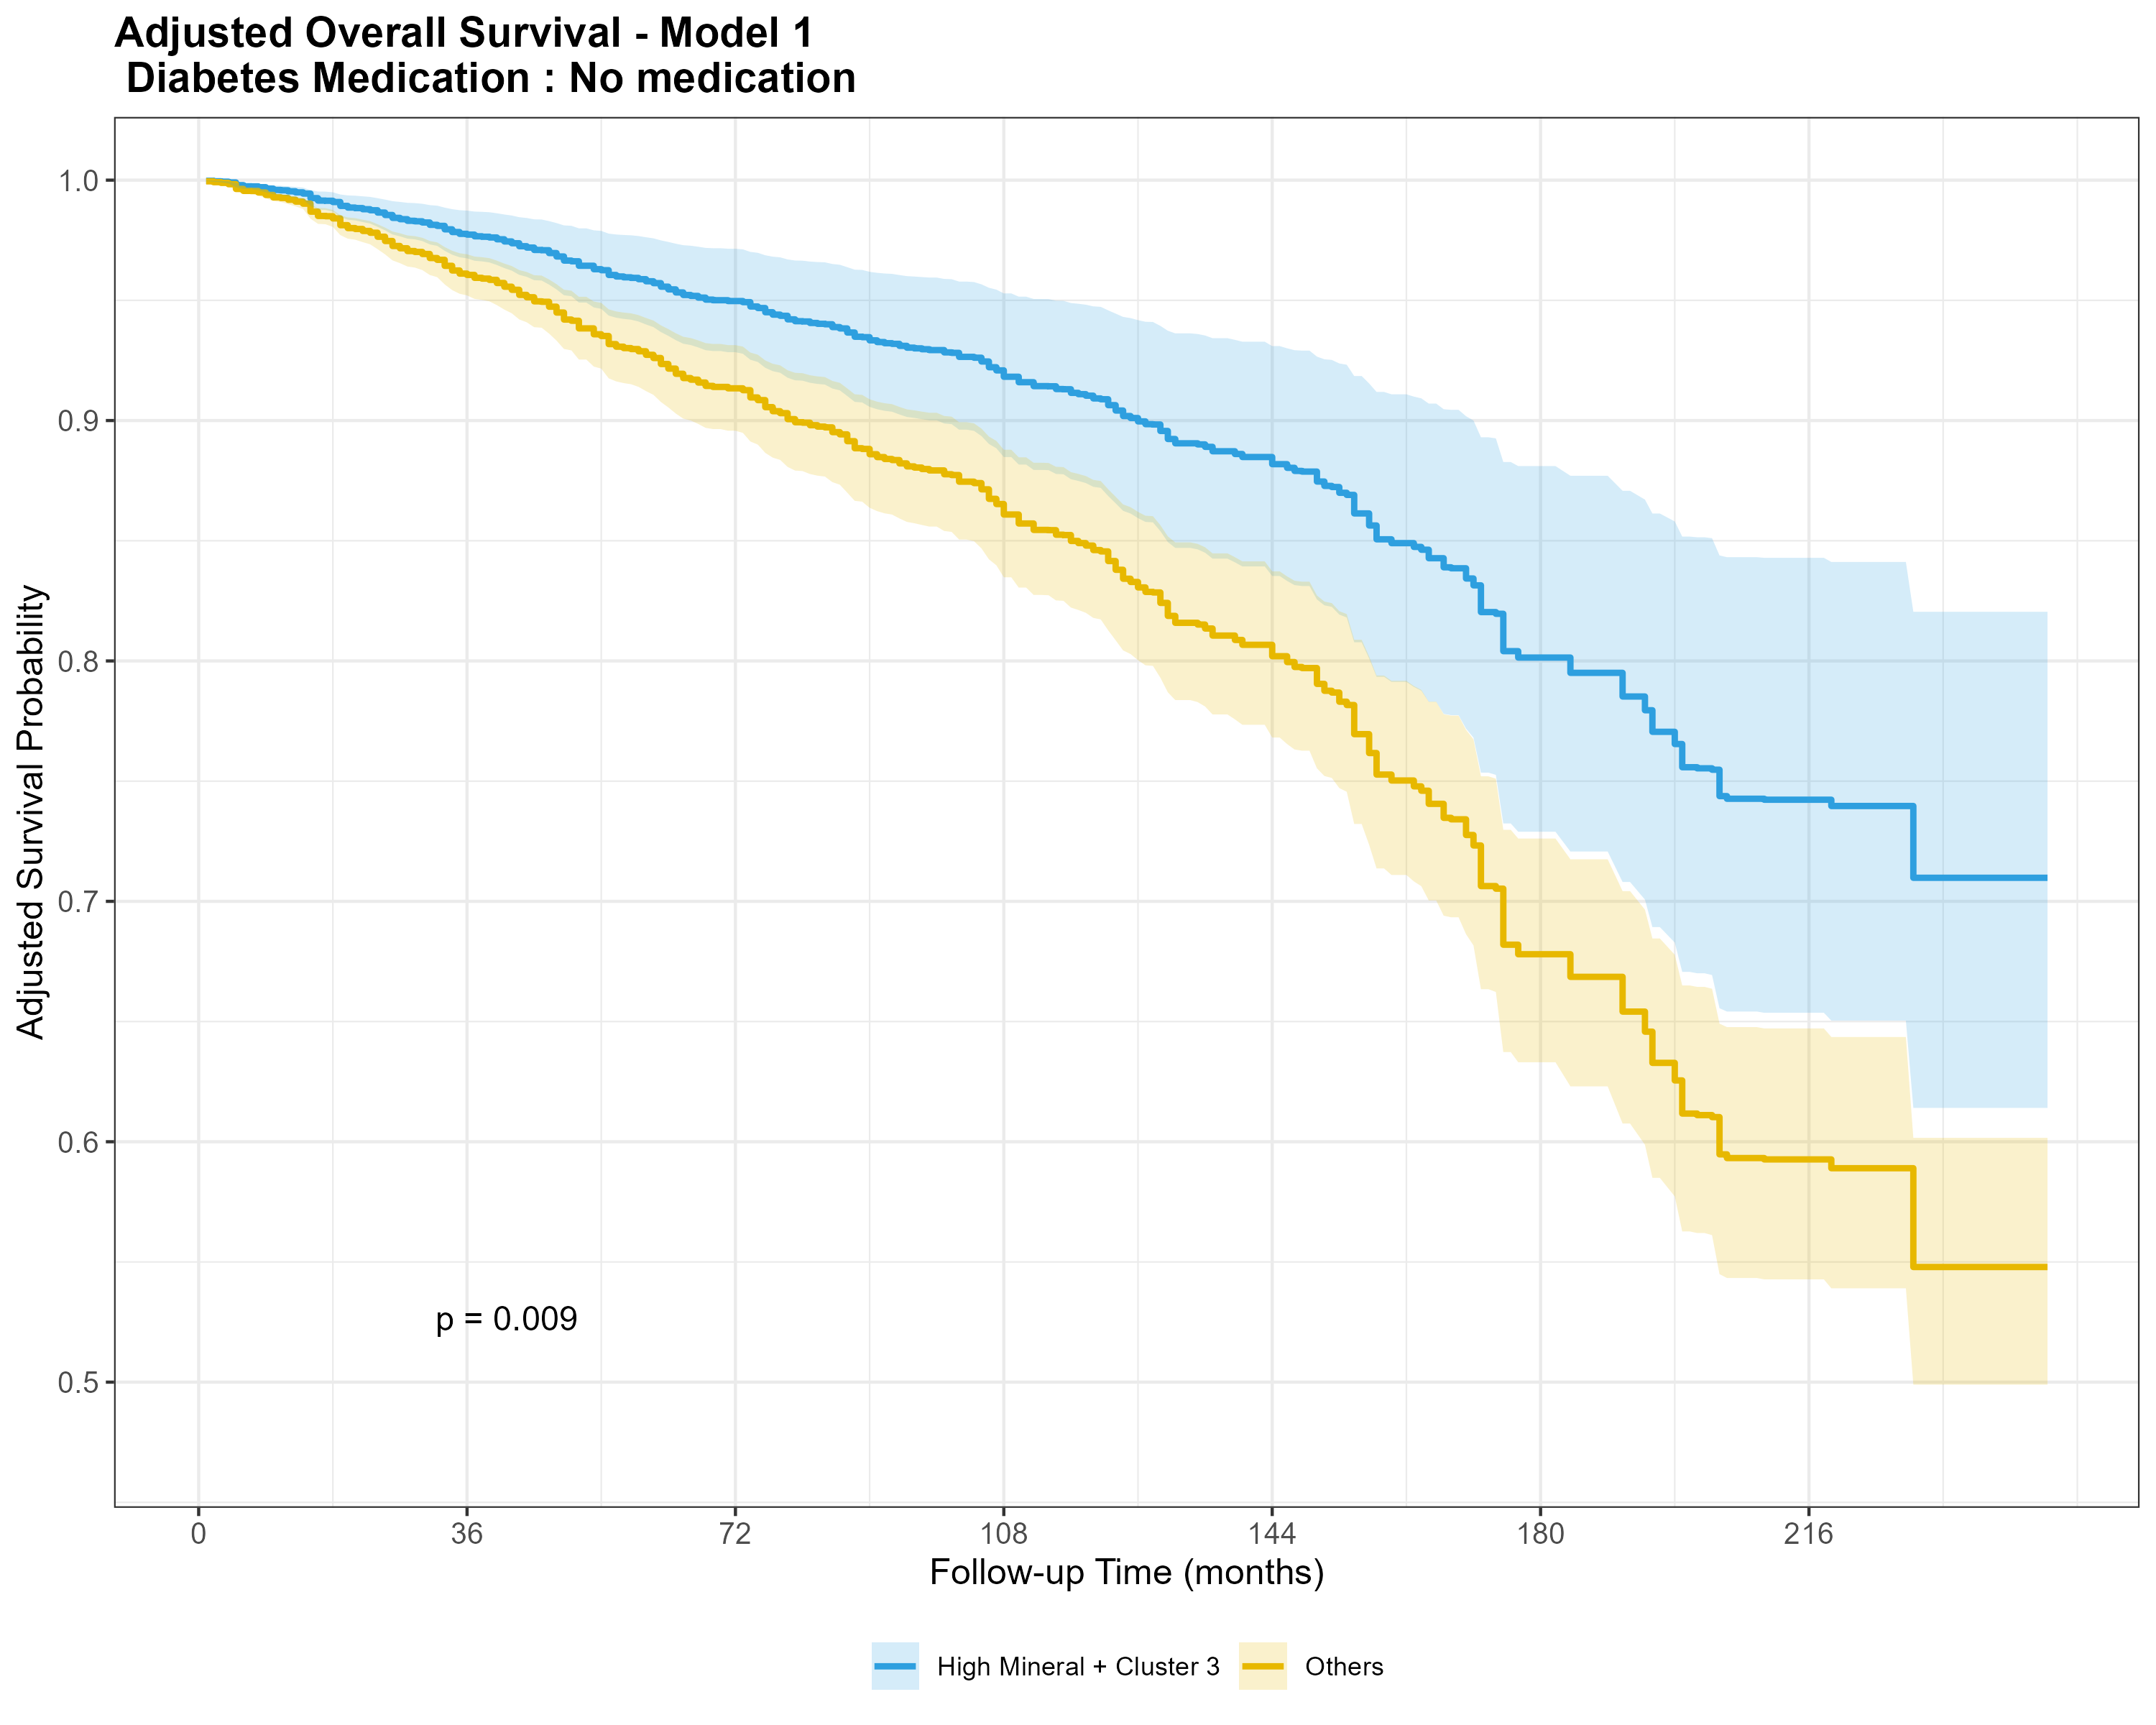 Adjusted Overall Survival - Model 1
Diabetes Medication : No medication
Adjusted Survival Probability
1.0
0.9
0.8
0.7
0.6
0.5
p = 0.009
0 36 72 108 144 180 216
Follow-up Time (months)
High Mineral + Cluster 3 Others